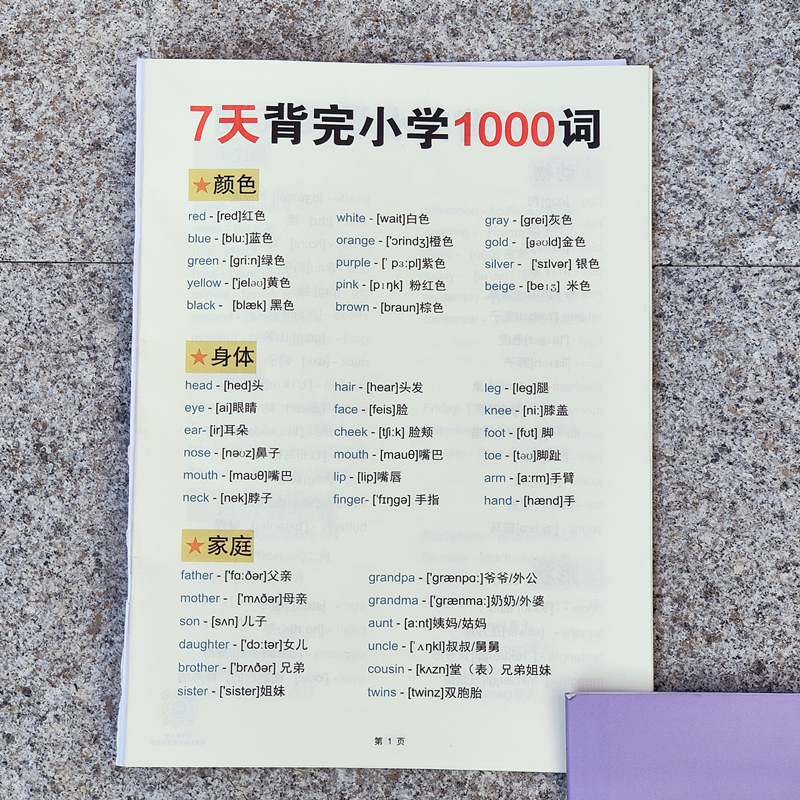 7天背完小学1000词
★颜色
red - [red]红色
blue - [blu:]蓝色
green - [gri:n]绿色
yellow - ['jeləʊ]黄色
black - [blæk] 黑色
white - [wait]白色
orange - ['ɔrindʒ]橙色
purple - [' pɜ:pl]紫色
pink - [pɪŋk] 粉红色
brown - [braun]棕色
gray - [grei]灰色
gold - [gəʊld]金色
silver - ['sɪlvər] 银色
beige - [beɪʒ] 米色
★身体
head - [hed]头
eye - [ai]眼睛
ear- [ir]耳朵
nose - [nəʊz]鼻子
mouth - [mauθ]嘴巴
neck - [nek]脖子
hair - [hear]头发
face - [feis]脸
cheek - [tʃi:k] 脸颊
mouth - [mauθ]嘴巴
lip - [lip]嘴唇
finger- ['fɪŋgə] 手指
leg - [leg]腿
knee - [ni:]膝盖
foot - [fʊt] 脚
toe - [təʊ]脚趾
arm - [a:rm]手臂
hand - [hænd]手
★家庭
father - ['fɑ:ðər]父亲
mother - ['mʌðər]母亲
son - [sʌn] 儿子
daughter - ['dɔ:tər]女儿
brother - ['brʌðər] 兄弟
sister - ['sister]姐妹
grandpa - ['grænpɑ:]爷爷/外公
grandma - ['grænma:]奶奶/外婆
aunt - [a:nt]姨妈/姑妈
uncle - ['ʌŋkl]叔叔/舅舅
cousin - [kʌzn]堂（表）兄弟姐妹
twins - [twinz]双胞胎
第 1 页